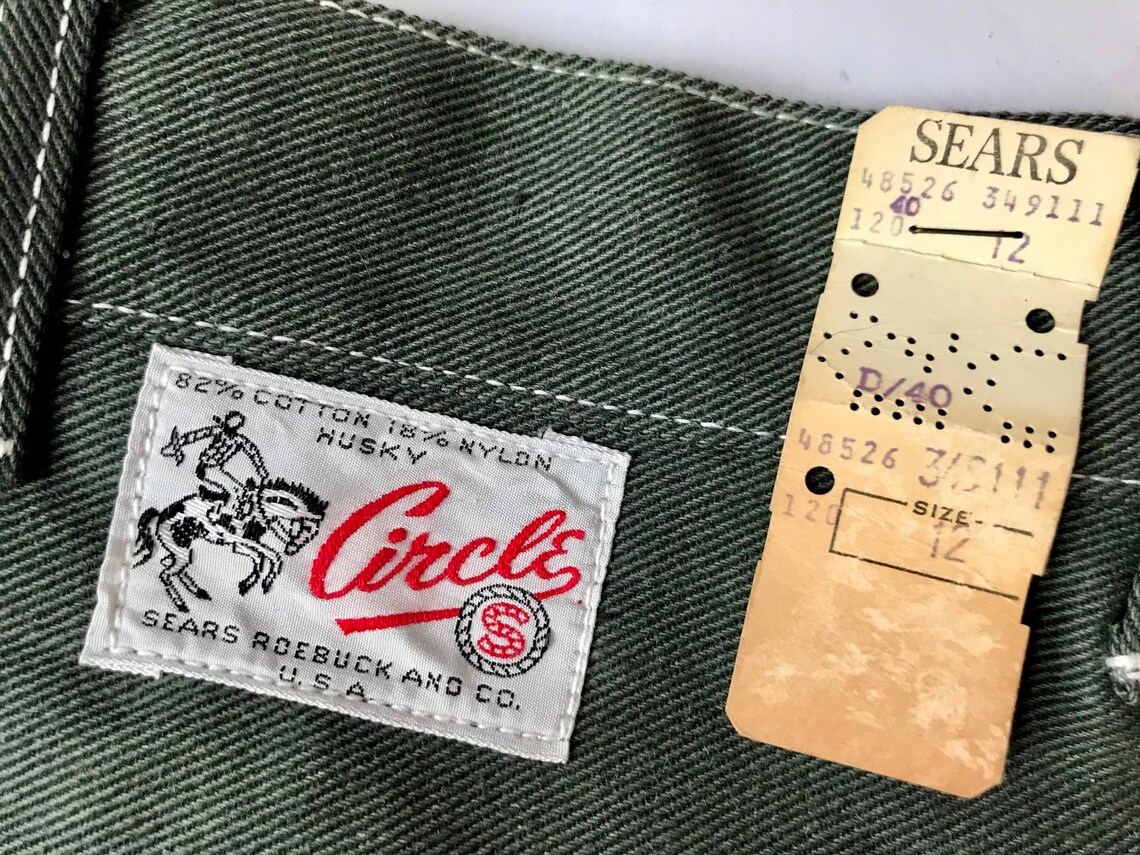 82% COTTON 18% NYLON
HUSKY
Circle
S
SEARS ROEBUCK AND CO.
U.S.A.
SEARS
48526 349111
40
120 12
D/40
48526 349111
120
SIZE
12